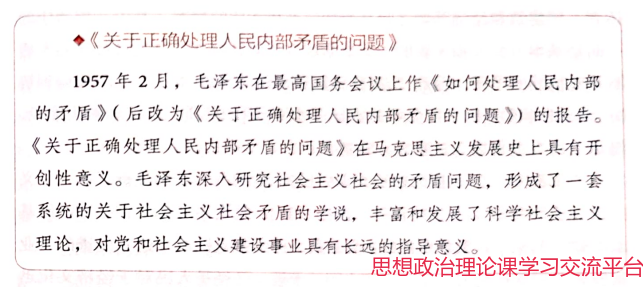 ◆《关于正确处理人民内部矛盾的问题》
1957年2月，毛泽东在最高国务会议上作《如何处理人民内部
的矛盾》（后改为《关于正确处理人民内部矛盾的问题》）的报告。
《关于正确处理人民内部矛盾的问题》在马克思主义发展史上具有开
创性意义。毛泽东深入研究社会主义社会的矛盾问题，形成了一套
系统的关于社会主义社会矛盾的学说，丰富和发展了科学社会主义
理论，对党和社会主义建设事业具有长远的指导意义。
思想政治理论课学习交流平台